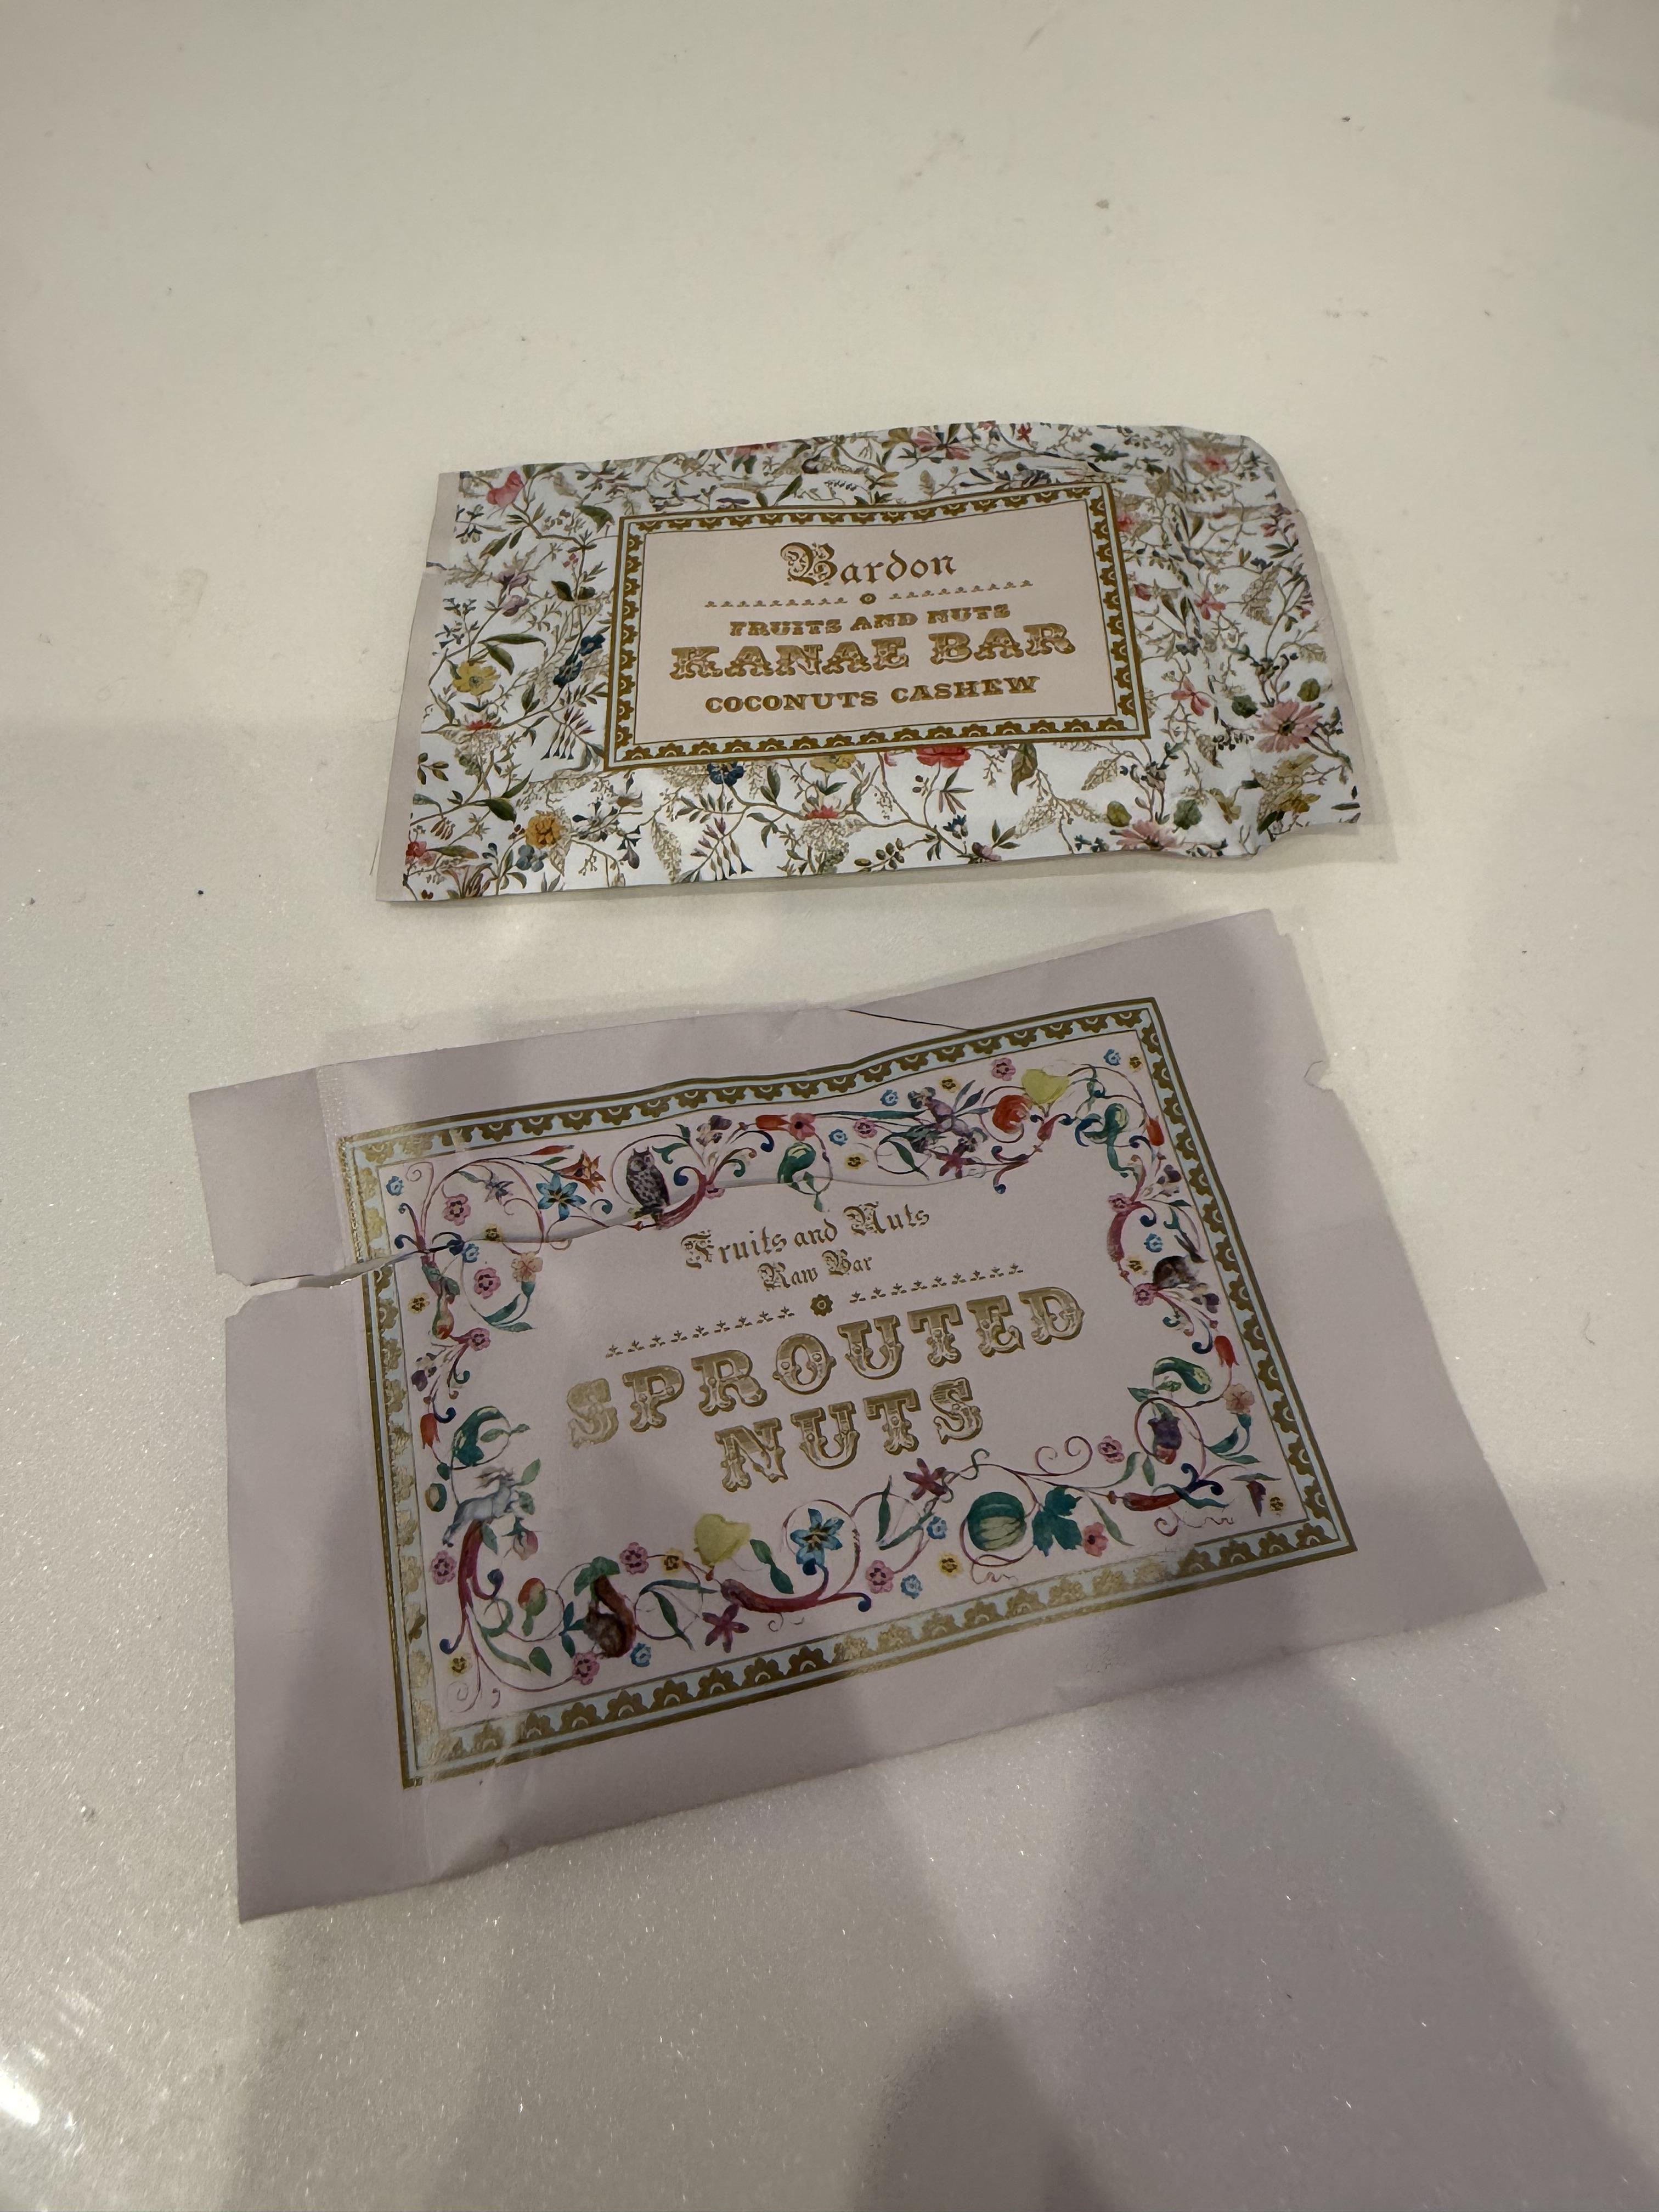 Bardon
FRUITS AND NUTS
KANAE BAR
COCONUTS CASHEW
Fruits and Nuts
Raw Bar
SPROUTED
NUTS